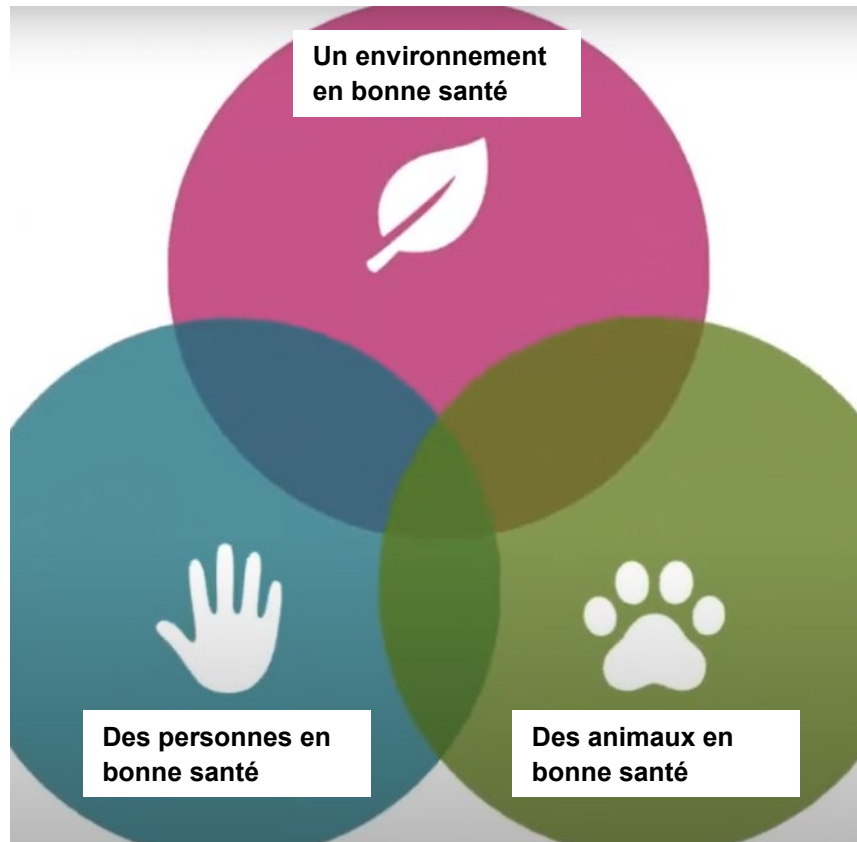 Un environnement
en bonne santé
Des personnes en
bonne santé
Des animaux en
bonne santé